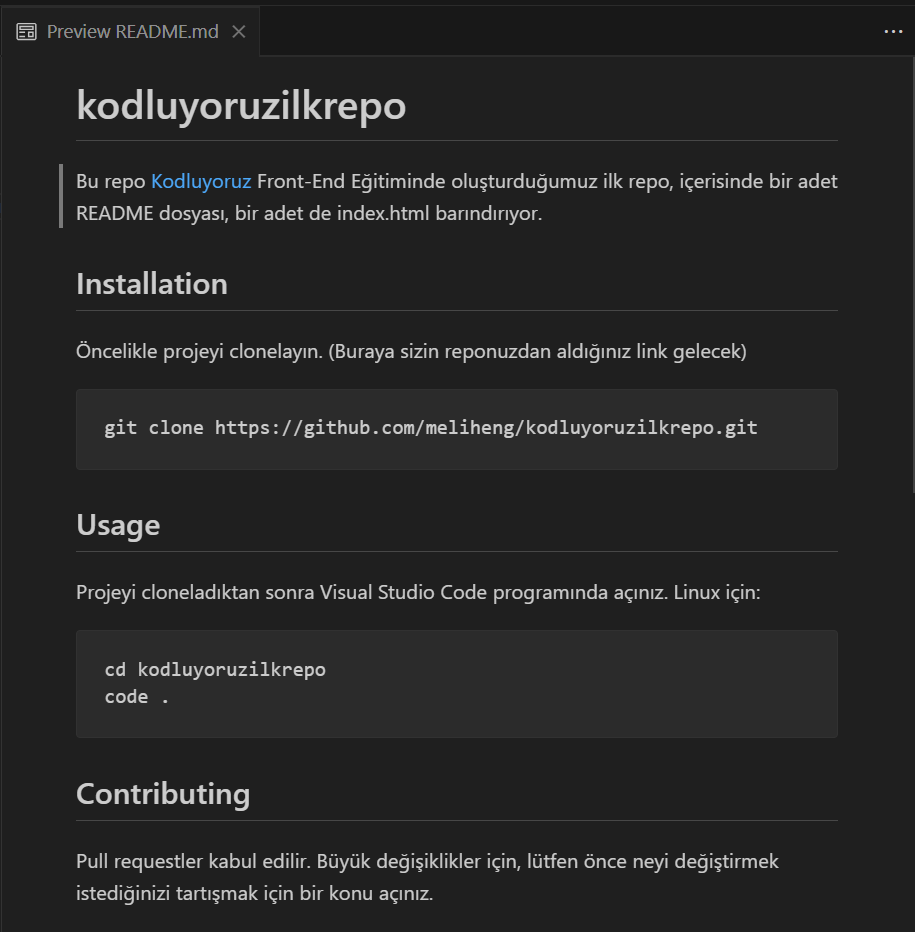 Preview README.md
kodluyoruzilkrepo
Bu repo Kodluyoruz Front-End Eğitiminde oluşturduğumuz ilk repo, içerisinde bir adet
README dosyası, bir adet de index.html barındırıyor.
Installation
Öncelikle projeyi clonelayın. (Buraya sizin reponuzdan aldığınız link gelecek)
git clone https://github.com/meliheng/kodluyoruzilkrepo.git
Usage
Projeyi cloneladıktan sonra Visual Studio Code programında açınız. Linux için:
cd kodluyoruzilkrepo
code .
Contributing
Pull requestler kabul edilir. Büyük değişiklikler için, lütfen önce neyi değiştirmek
istediğinizi tartışmak için bir konu açınız.